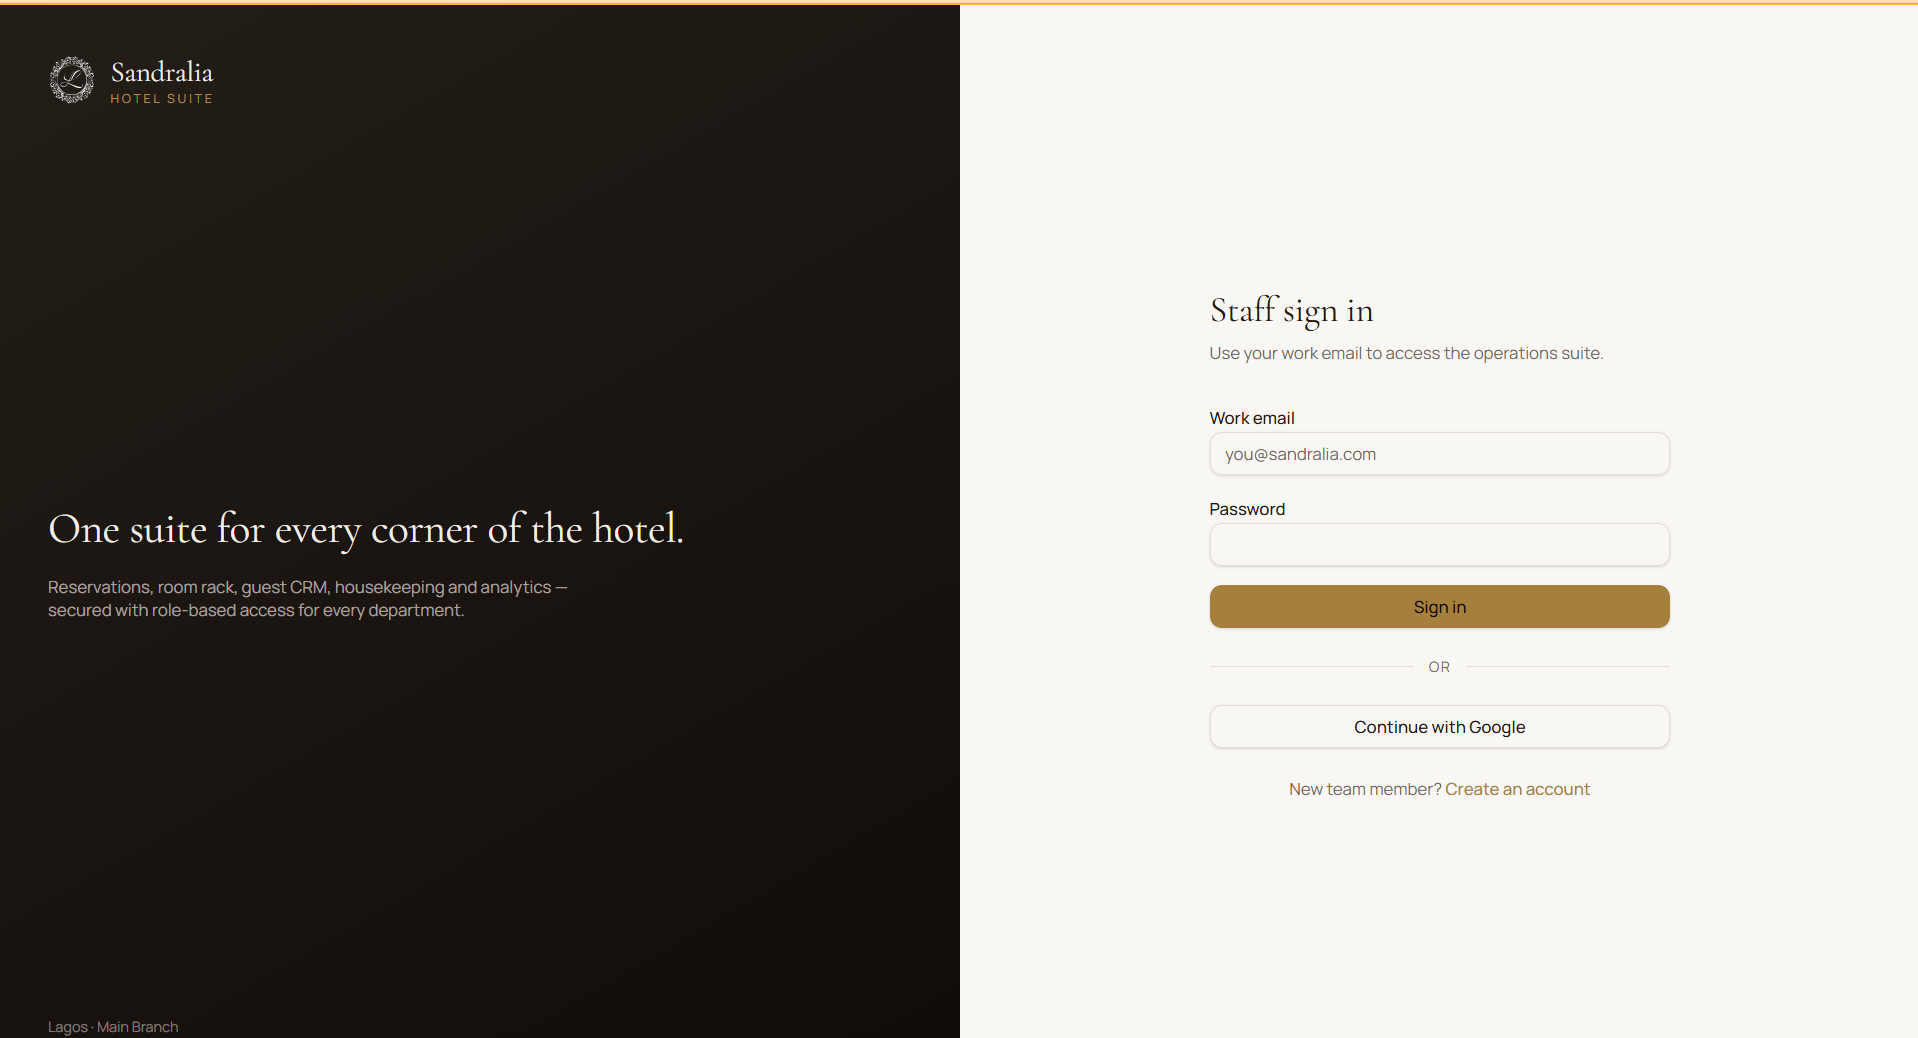 Sandralia
HOTEL SUITE
One suite for every corner of the hotel.
Reservations, room rack, guest CRM, housekeeping and analytics —
secured with role-based access for every department.
Lagos · Main Branch
Staff sign in
Use your work email to access the operations suite.
Work email
you@sandralia.com
Password
Sign in
OR
Continue with Google
New team member? Create an account